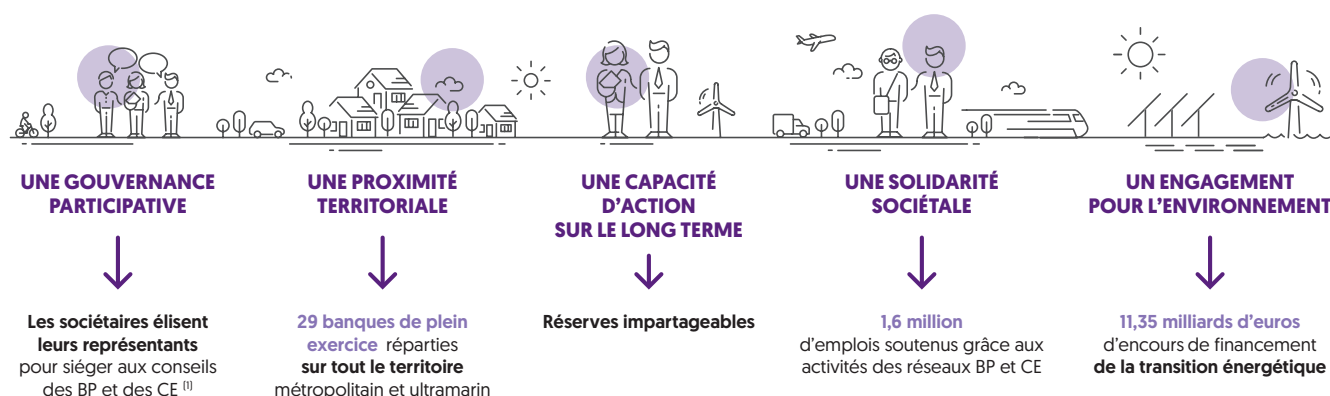 UNE GOUVERNANCE
PARTICIPATIVE
Les sociétaires élisent
leurs représentants
pour siéger aux conseils
des BP et des CE (1)
UNE PROXIMITÉ
TERRITORIALE
29 banques de plein
exercice réparties
sur tout le territoire
métropolitain et ultramarin
UNE CAPACITÉ
D'ACTION
SUR LE LONG TERME
Réserves impartageables
UNE SOLIDARITÉ
SOCIÉTALE
1,6 million
d'emplois soutenus grâce aux
activités des réseaux BP et CE
UN ENGAGEMENT
POUR L'ENVIRONNEMENT
11,35 milliards d'euros
d'encours de financement
de la transition énergétique